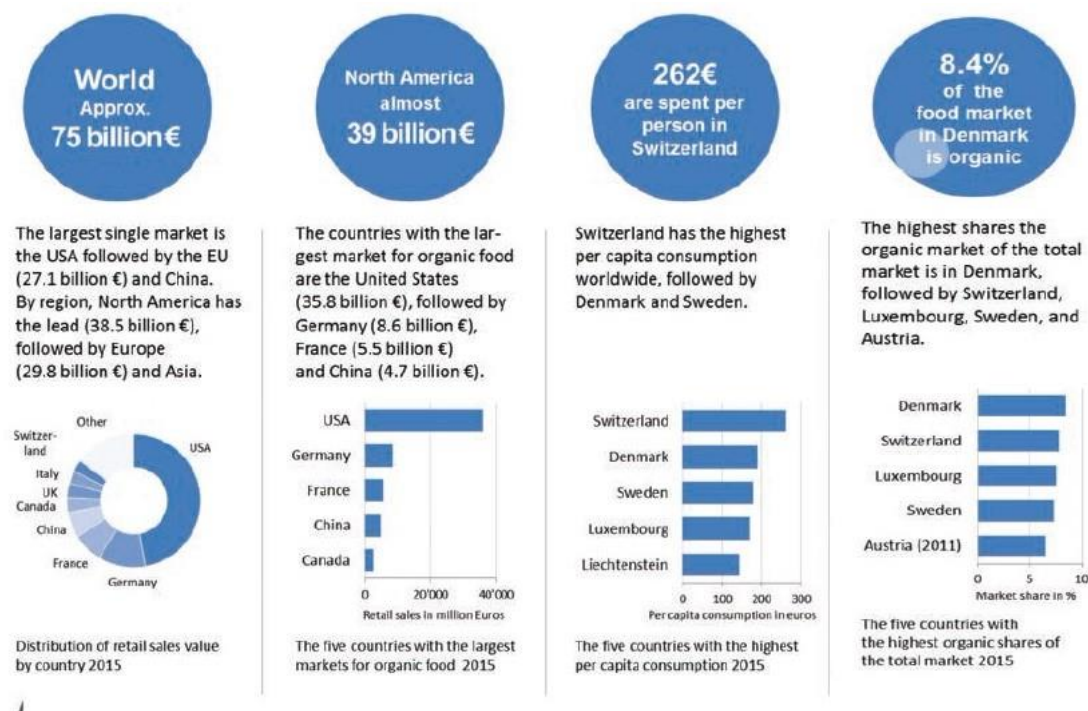 World
Approx.
75 billion €
The largest single market is
the USA followed by the EU
(27.1 billion €) and China.
By region, North America has
the lead (38.5 billion €),
followed by Europe
(29.8 billion €) and Asia.
Other
Switzer-
land
Italy
UK
Canada
China
France
Germany
USA
Distribution of retail sales value
by country 2015
North America
almost
39 billion €
The countries with the lar-
gest market for organic food
are the United States
(35.8 billion €), followed by
Germany (8.6 billion €),
France (5.5 billion €)
and China (4.7 billion €).
USA
Germany
France
China
Canada
0 20'000 40'000
Retail sales in million Euros
The five countries with the largest
markets for organic food 2015
262€
are spent per
person in
Switzerland
Switzerland has the highest
per capita consumption
worldwide, followed by
Denmark and Sweden.
Switzerland
Denmark
Sweden
Luxembourg
Liechtenstein
0 100 200 300
Per capita consumption in euros
The five countries with the highest
per capita consumption 2015
8.4%
of the
food market
in Denmark
is organic
The highest shares the
organic market of the total
market is in Denmark,
followed by Switzerland,
Luxembourg, Sweden, and
Austria.
Denmark
Switzerland
Luxembourg
Sweden
Austria (2011)
0 5 10
Market share in %
The five countries with
the highest organic shares of
the total market 2015